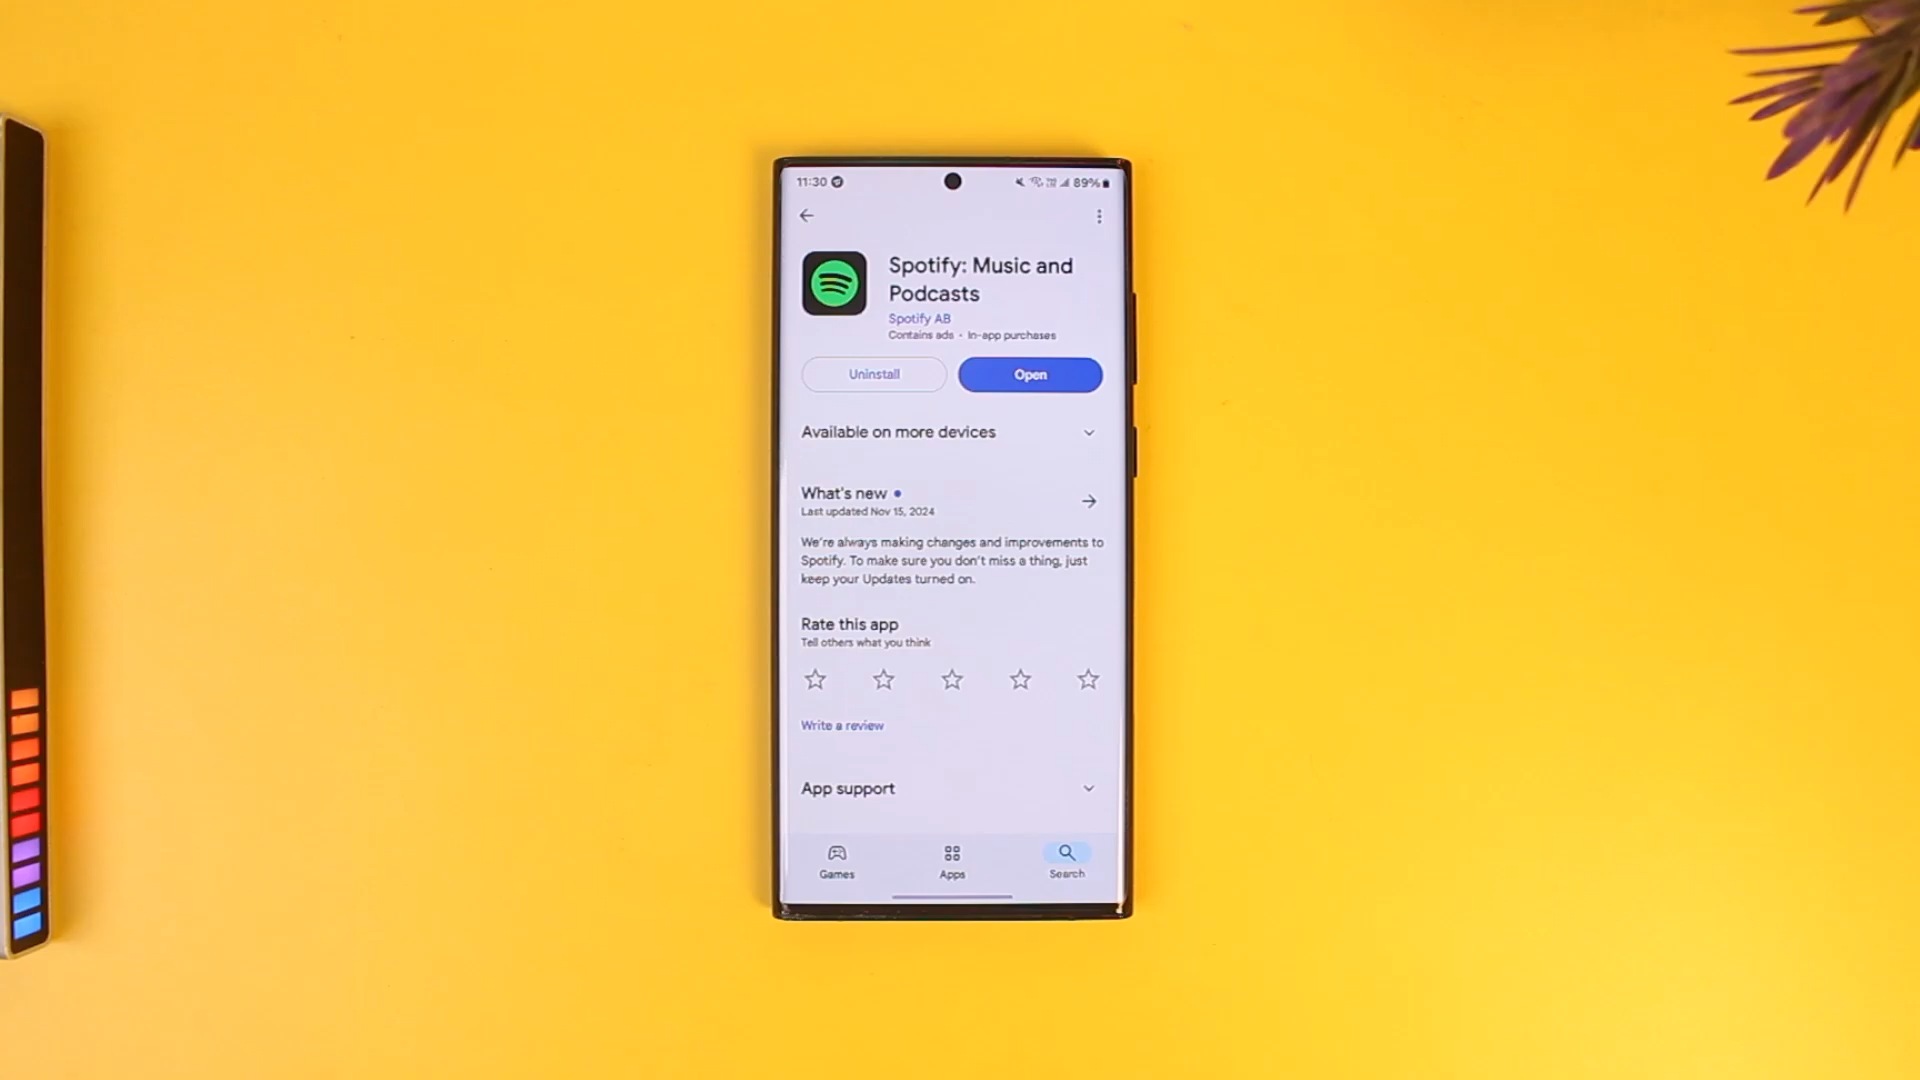 11:30
89%
Spotify: Music and
Podcasts
Spotify AB
Contains ads • In-app purchases
Uninstall
Open
Available on more devices
What's new
Last updated Nov 15, 2024
We're always making changes and improvements to
Spotify. To make sure you don't miss a thing, just
keep your Updates turned on.
Rate this app
Tell others what you think
Write a review
App support
Games
Apps
Search